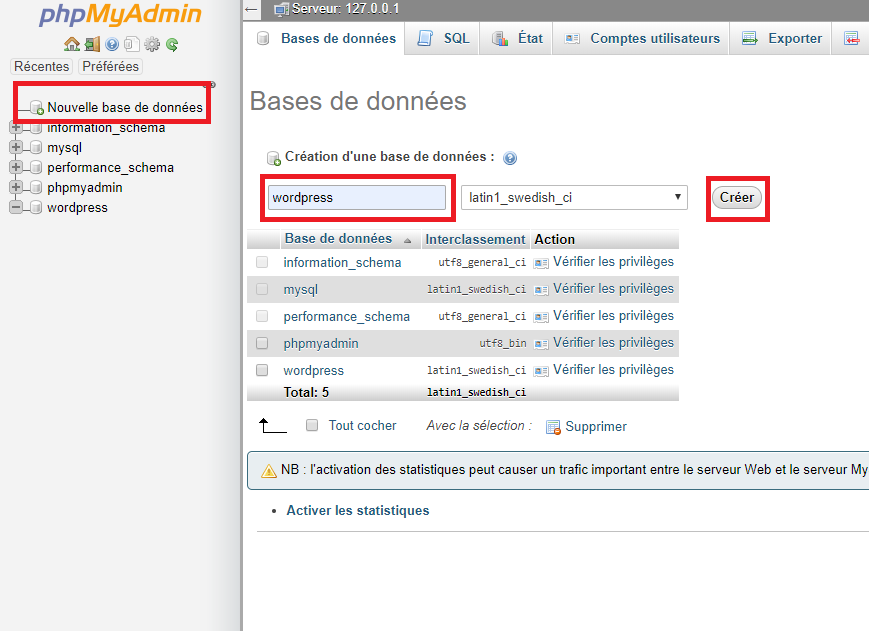 phpMyAdmin
Récentes Préférées
Nouvelle base de données
information_schema
mysql
performance_schema
phpmyadmin
wordpress
Serveur: 127.0.0.1
Bases de données SQL État Comptes utilisateurs Exporter
Bases de données
Création d'une base de données :
wordpress latin1_swedish_ci Créer
Base de données Interclassement Action
information_schema utf8_general_ci Vérifier les privilèges
mysql latin1_swedish_ci Vérifier les privilèges
performance_schema utf8_general_ci Vérifier les privilèges
phpmyadmin utf8_bin Vérifier les privilèges
wordpress latin1_swedish_ci Vérifier les privilèges
Total: 5 latin1_swedish_ci
Tout cocher Avec la sélection : Supprimer
NB : l'activation des statistiques peut causer un trafic important entre le serveur Web et le serveur My
Activer les statistiques